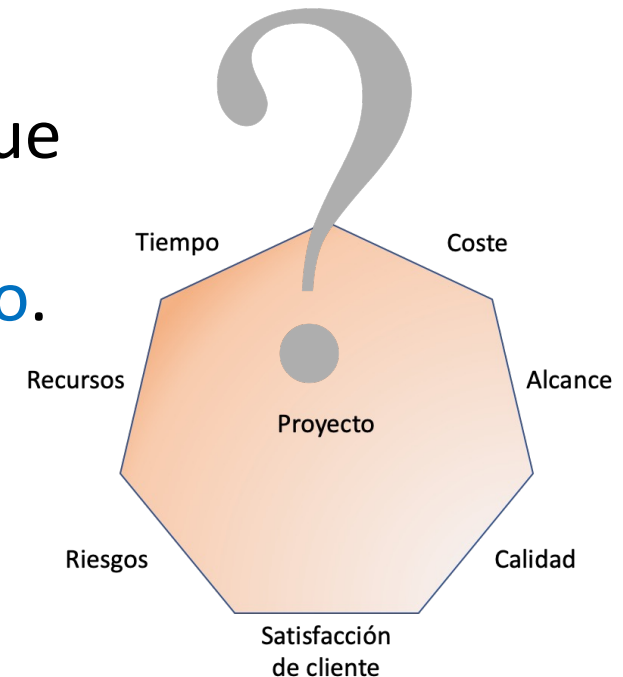 ue
o.
Tiempo
Coste
Recursos
Alcance
Proyecto
Riesgos
Calidad
Satisfacción
de cliente